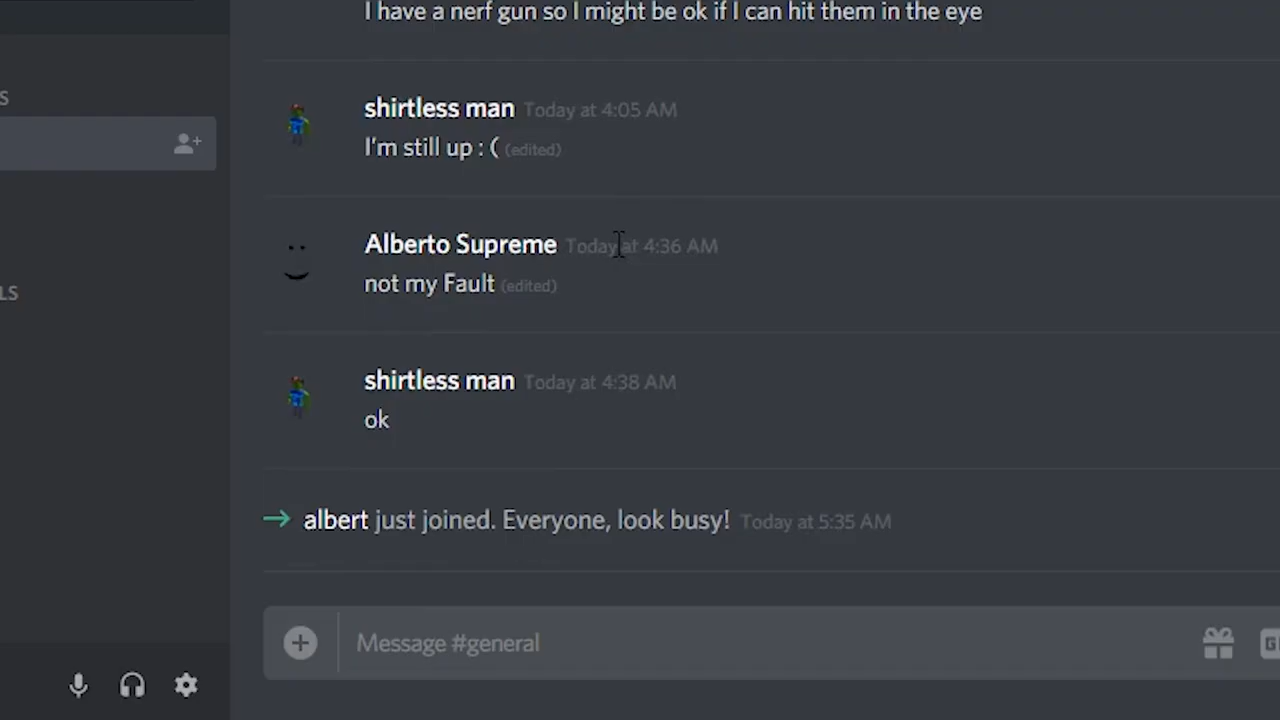 I have a nerf gun so I might be ok if I can hit them in the eye
S
shirtless man Today at 4:05 AM
I'm still up : ( (edited)
Alberto Supreme Today at 4:36 AM
not my Fault (edited)
LS
shirtless man Today at 4:38 AM
ok
albert just joined. Everyone, look busy! Today at 5:35 AM
Message #general
G